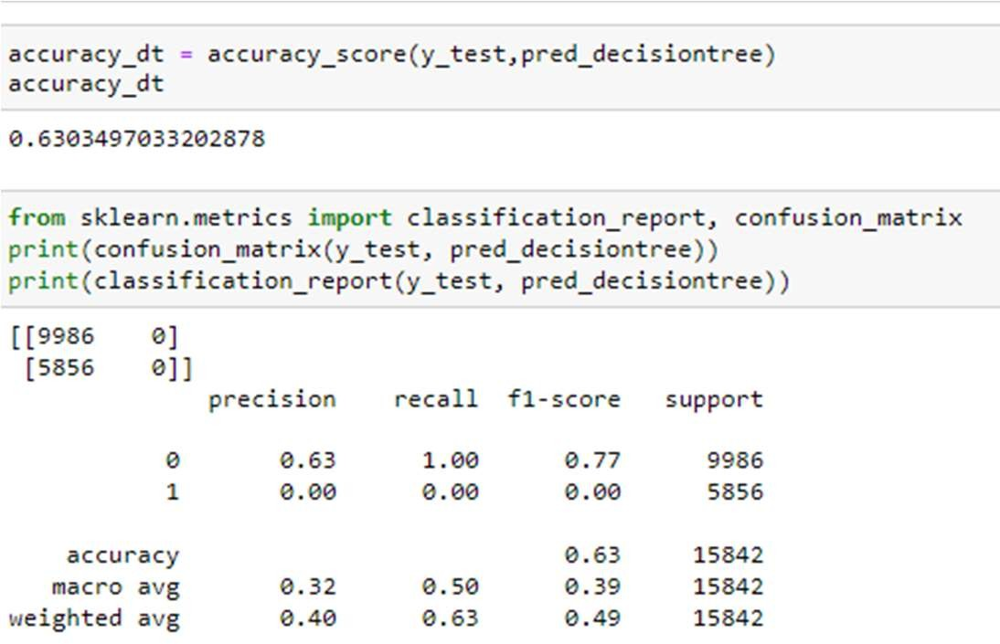 accuracy_dt = accuracy_score(y_test,pred_decisiontree)
accuracy_dt
0.6303497033202878
from sklearn.metrics import classification_report, confusion_matrix
print(confusion_matrix(y_test, pred_decisiontree))
print(classification_report(y_test, pred_decisiontree))
[[9986    0]
 [5856    0]]
              precision    recall  f1-score   support
           0       0.63      1.00      0.77      9986
           1       0.00      0.00      0.00      5856
    accuracy                           0.63     15842
   macro avg       0.32      0.50      0.39     15842
weighted avg       0.40      0.63      0.49     15842